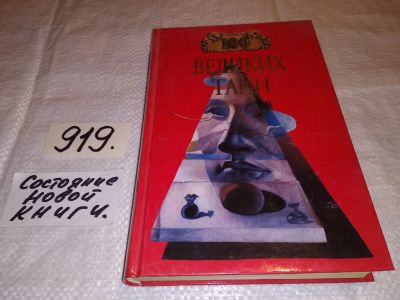 100
ВЕЛИКИХ
ТАЙН
919.
Состояние
новой
книги.